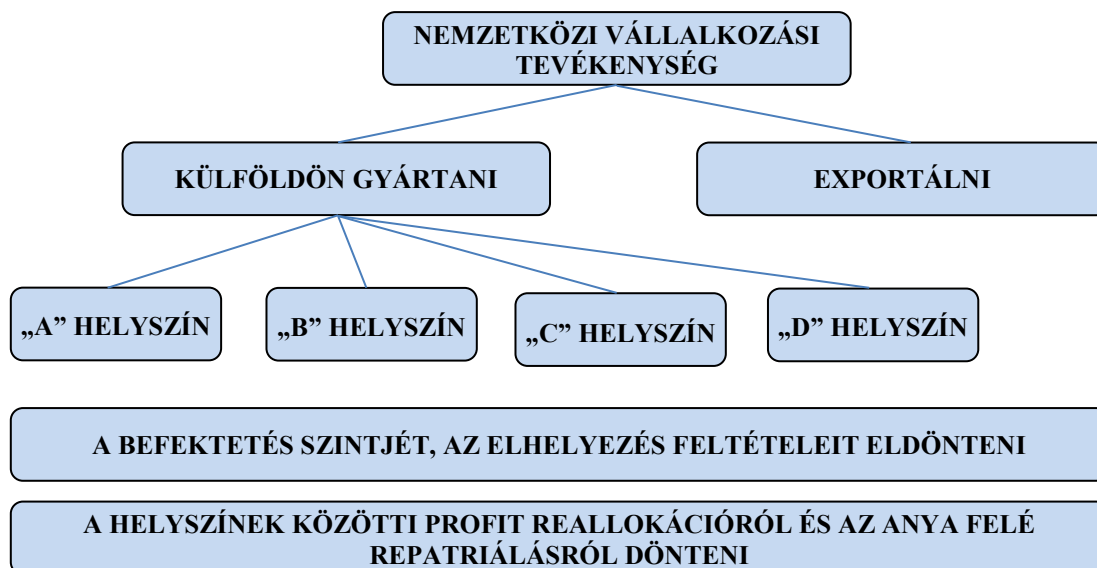 NEMZETKÖZI VÁLLALKOZÁSI
TEVÉKENYSÉG
KÜLFÖLDÖN GYÁRTANI
EXPORTÁLNI
„A” HELYSZÍN
„B” HELYSZÍN
„C” HELYSZÍN
„D” HELYSZÍN
A BEFEKTETÉS SZINTJÉT, AZ ELHELYEZÉS FELTÉTELEIT ELDÖNTENI
A HELYSZÍNEK KÖZÖTTI PROFIT REALLOKÁCIÓRÓL ÉS AZ ANYA FELÉ
REPATRIÁLÁSRÓL DÖNTENI